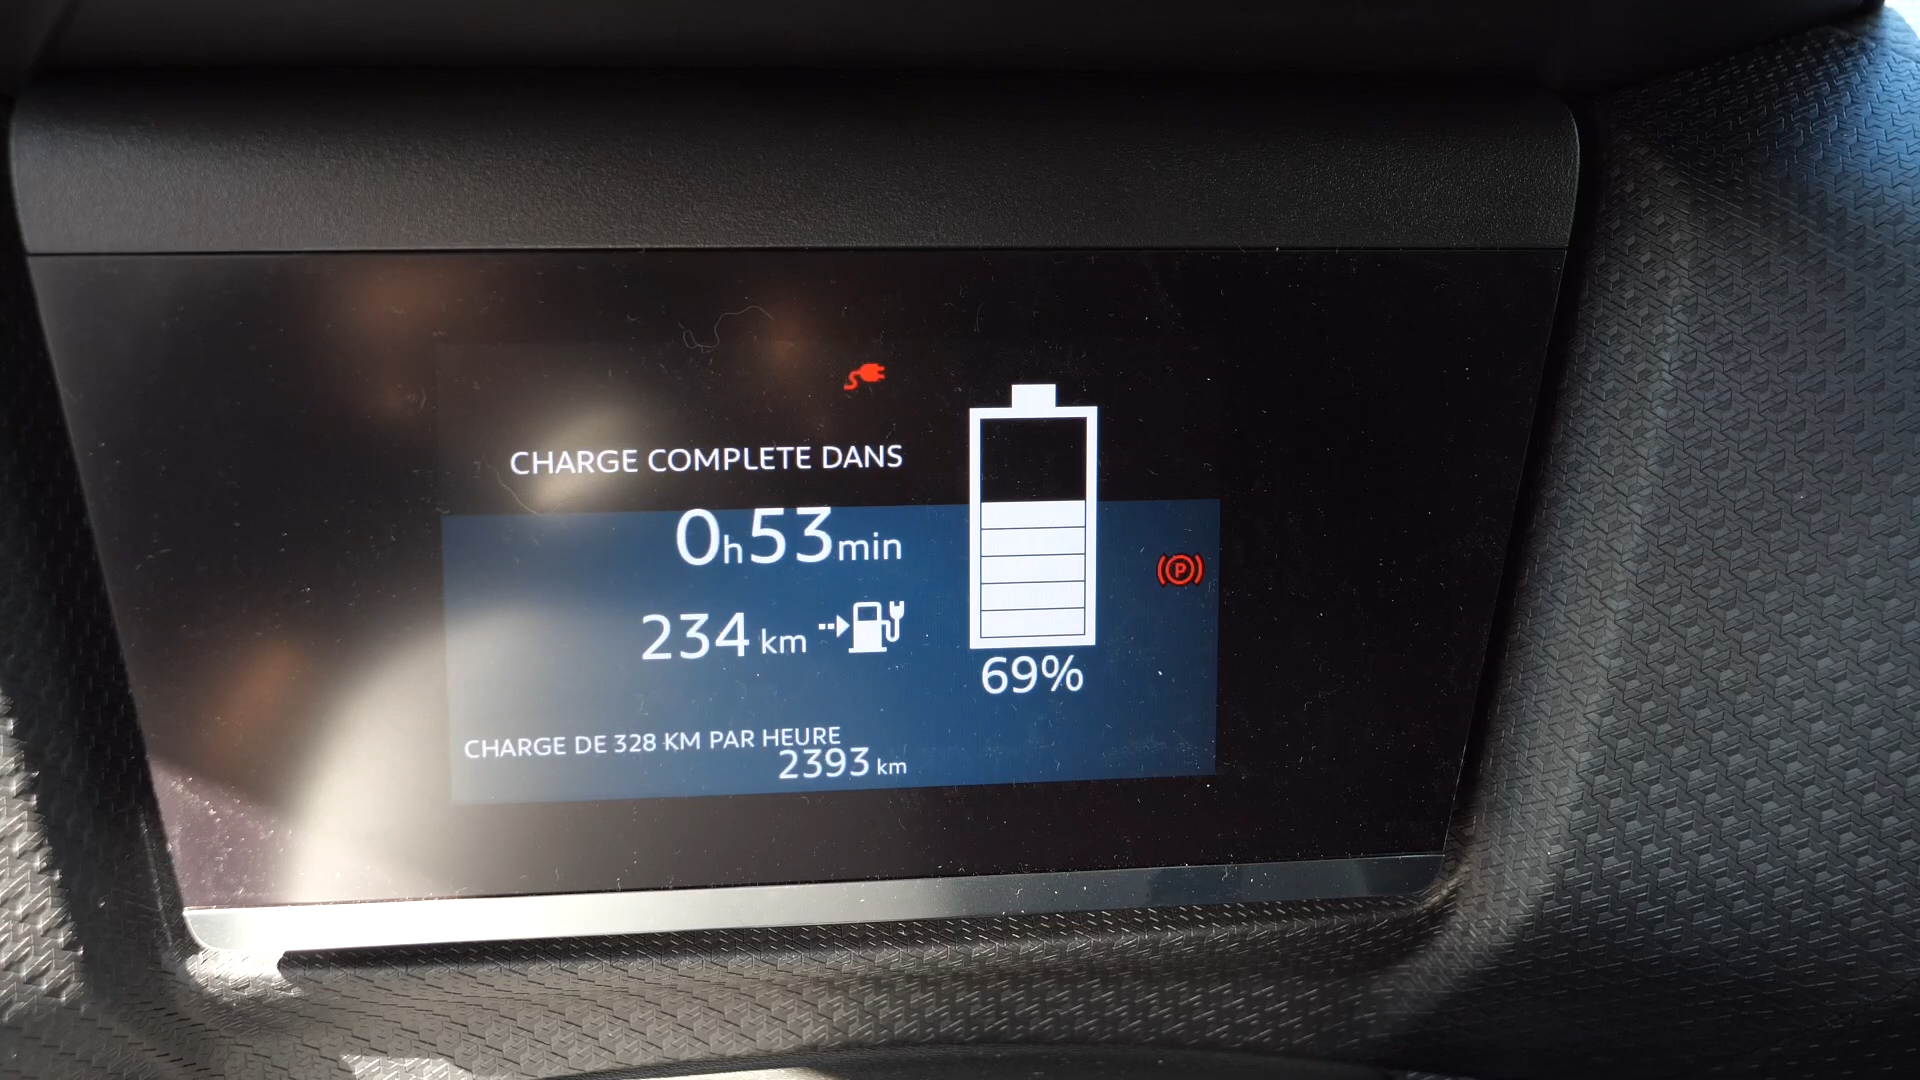 CHARGE COMPLETE DANS
0h53min
234 km
69%
CHARGE DE 328 KM PAR HEURE
2393 km
P